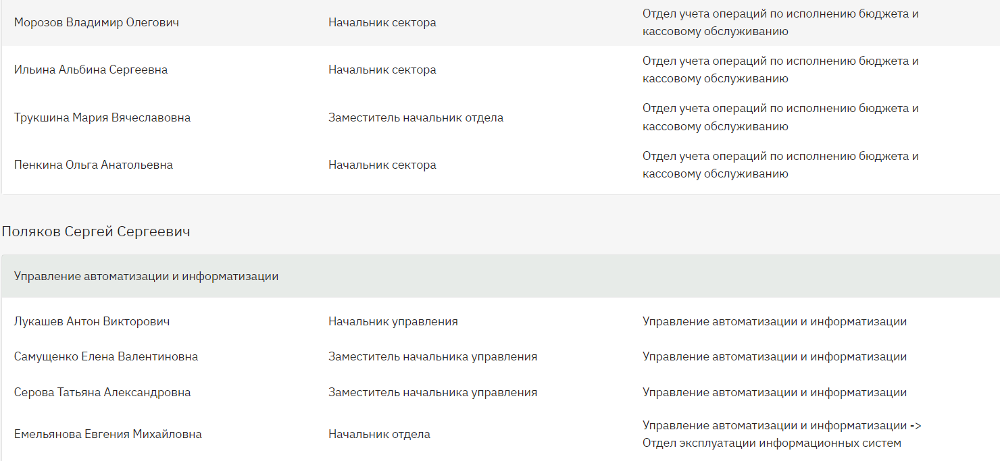 Морозов Владимир Олегович
Начальник сектора
Отдел учета операций по исполнению бюджета и
кассовому обслуживанию
Ильина Альбина Сергеевна
Начальник сектора
Отдел учета операций по исполнению бюджета и
кассовому обслуживанию
Трукшина Мария Вячеславовна
Заместитель начальник отдела
Отдел учета операций по исполнению бюджета и
кассовому обслуживанию
Пенкина Ольга Анатольевна
Начальник сектора
Отдел учета операций по исполнению бюджета и
кассовому обслуживанию
Поляков Сергей Сергеевич
Управление автоматизации и информатизации
Лукашев Антон Викторович
Начальник управления
Управление автоматизации и информатизации
Самущенко Елена Валентиновна
Заместитель начальника управления
Управление автоматизации и информатизации
Серова Татьяна Александровна
Заместитель начальника управления
Управление автоматизации и информатизации
Емельянова Евгения Михайловна
Начальник отдела
Управление автоматизации и информатизации ->
Отдел эксплуатации информационных систем